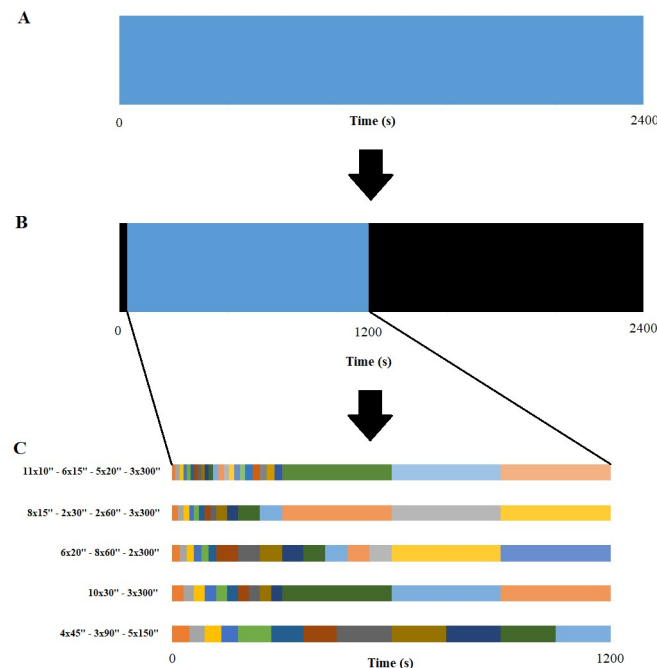 A
0
Time (s)
2400
B
0
1200
2400
Time (s)
C
11x10" - 6x15" - 5x20" - 3x300"
8x15" - 2x30" - 2x60" - 3x300"
6x20" - 8x60" - 2x300"
10x30" - 3x300"
4x45" - 3x90" - 5x150"
0
Time (s)
1200